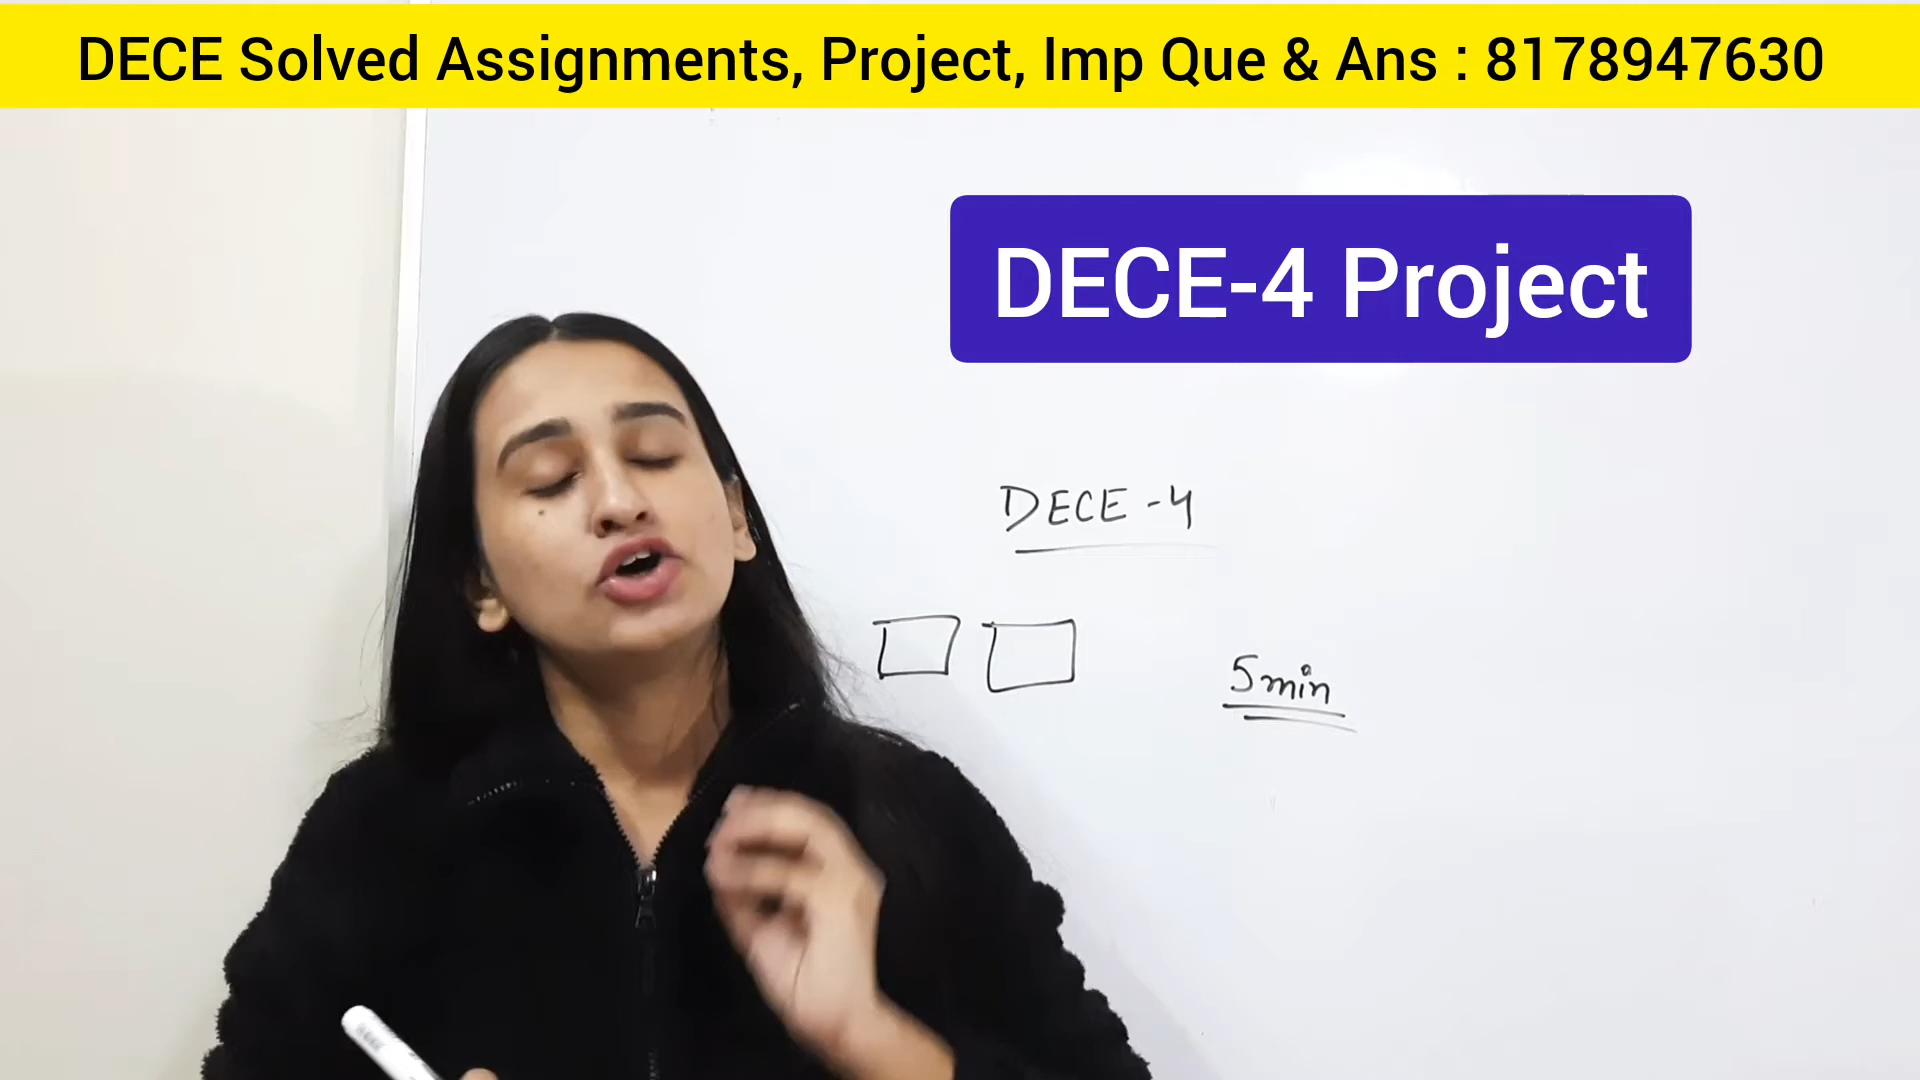 DECE Solved Assignments, Project, Imp Que & Ans : 8178947630
DECE-4 Project
DECE-4
5min